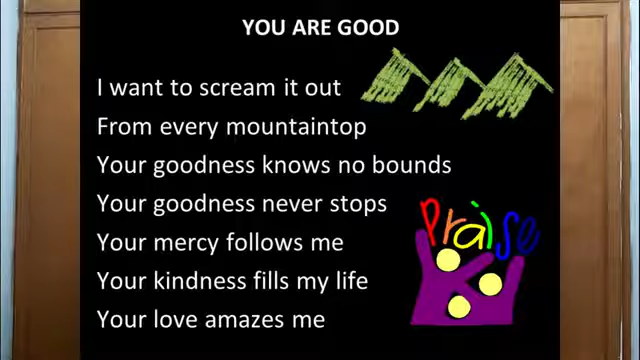 YOU ARE GOOD
I want to scream it out
From every mountaintop
Your goodness knows no bounds
Your goodness never stops
Your mercy follows me
Your kindness fills my life
Your love amazes me
Praise